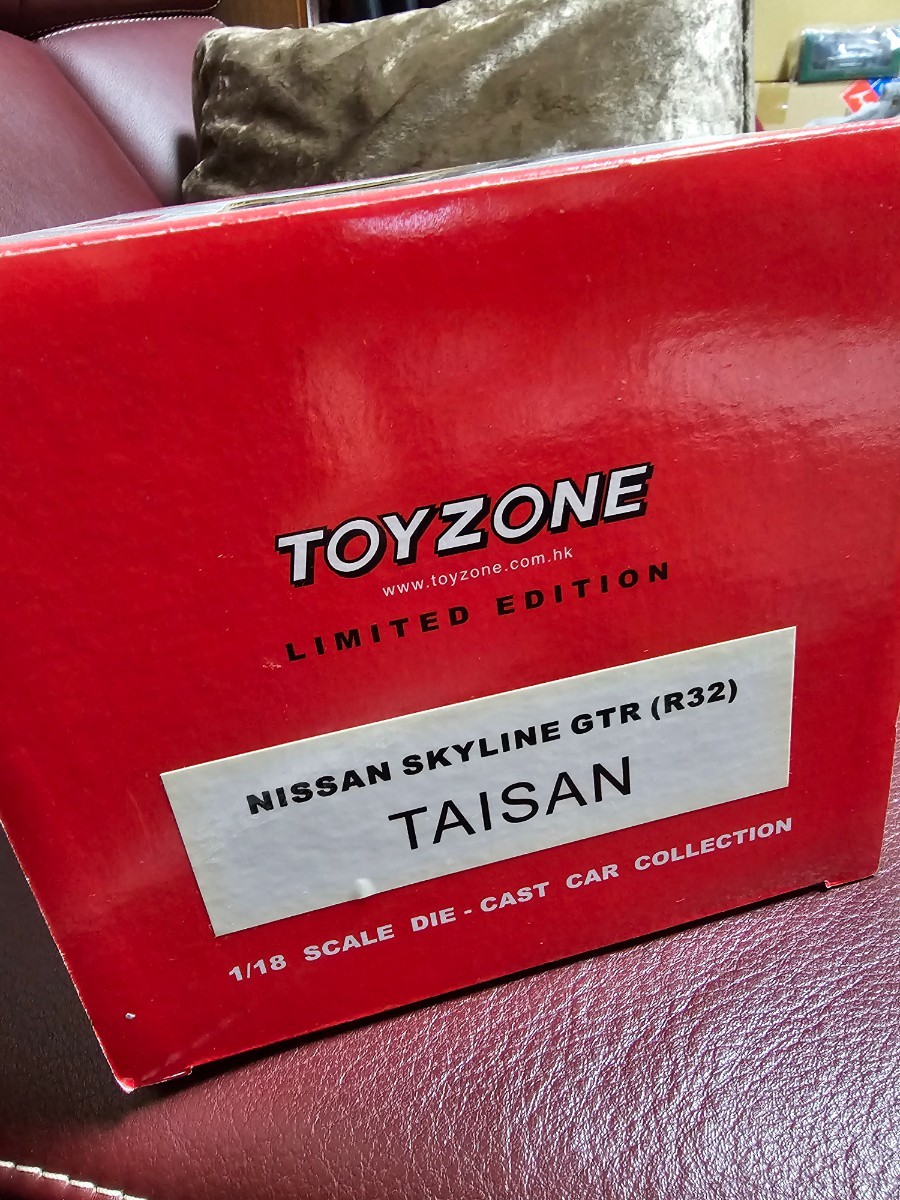 TOYZONE
www.toyzone.com.hk
LIMITED EDITION
NISSAN SKYLINE GTR (R32)
TAISAN
1/18 SCALE DIE-CAST CAR COLLECTION